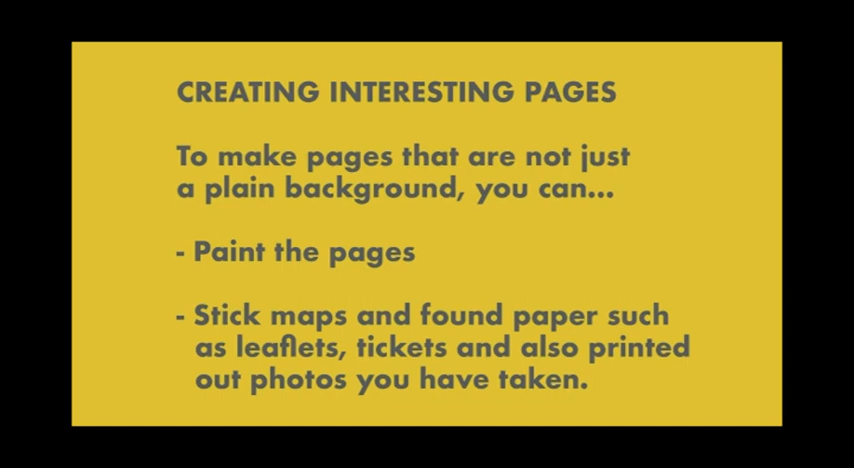 CREATING INTERESTING PAGES
To make pages that are not just
a plain background, you can...
- Paint the pages
- Stick maps and found paper such
as leaflets, tickets and also printed
out photos you have taken.